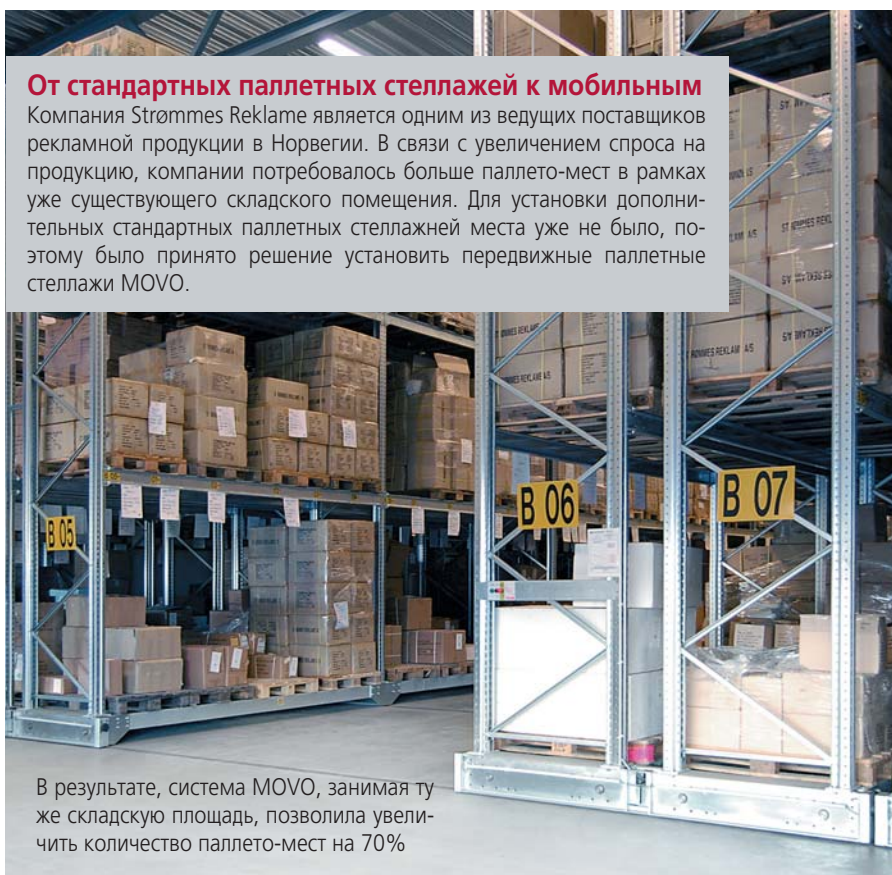 От стандартных паллетных стеллажей к мобильным
Компания Strømmes Reklame является одним из ведущих поставщиков
рекламной продукции в Норвегии. В связи с увеличением спроса на
продукцию, компании потребовалось больше паллето-мест в рамках
уже существующего складского помещения. Для установки дополни-
тельных стандартных паллетных стеллажней места уже не было, по-
этому было принято решение установить передвижные паллетные
стеллажи MOVO.
STRØMMES REKLAME A/S
B 05
B 06
B 07
В результате, система MOVO, занимая ту
же складскую площадь, позволила увели-
чить количество паллето-мест на 70%